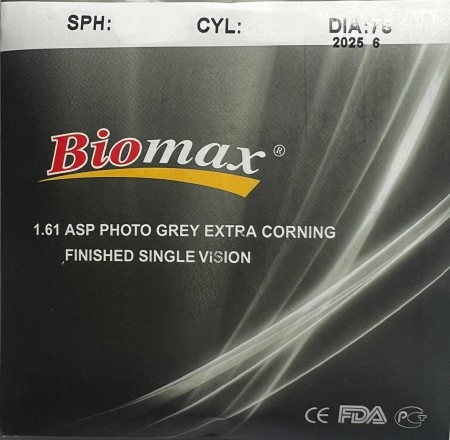 SPH: CYL: DIA:75
2025 6
Biomax ®
1.61 ASP PHOTO GREY EXTRA CORNING
FINISHED SINGLE VISION
CE FDA PC